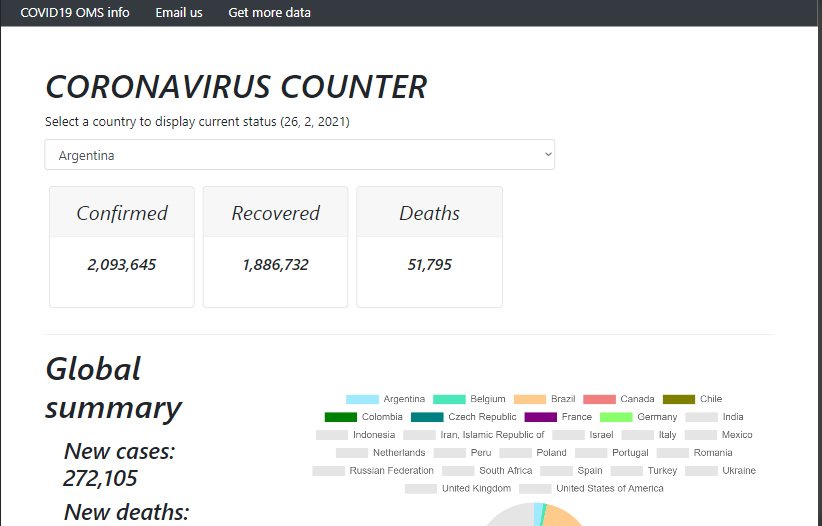 COVID19 OMS info Email us Get more data
CORONAVIRUS COUNTER
Select a country to display current status (26, 2, 2021)
Argentina
Confirmed Recovered Deaths
2,093,645 1,886,732 51,795
Global
summary
New cases:
272,105
New deaths:
Argentina Belgium Brazil Canada Chile
Colombia Czech Republic France Germany India
Indonesia Iran, Islamic Republic of Israel Italy Mexico
Netherlands Peru Poland Portugal Romania
Russian Federation South Africa Spain Turkey Ukraine
United Kingdom United States of America